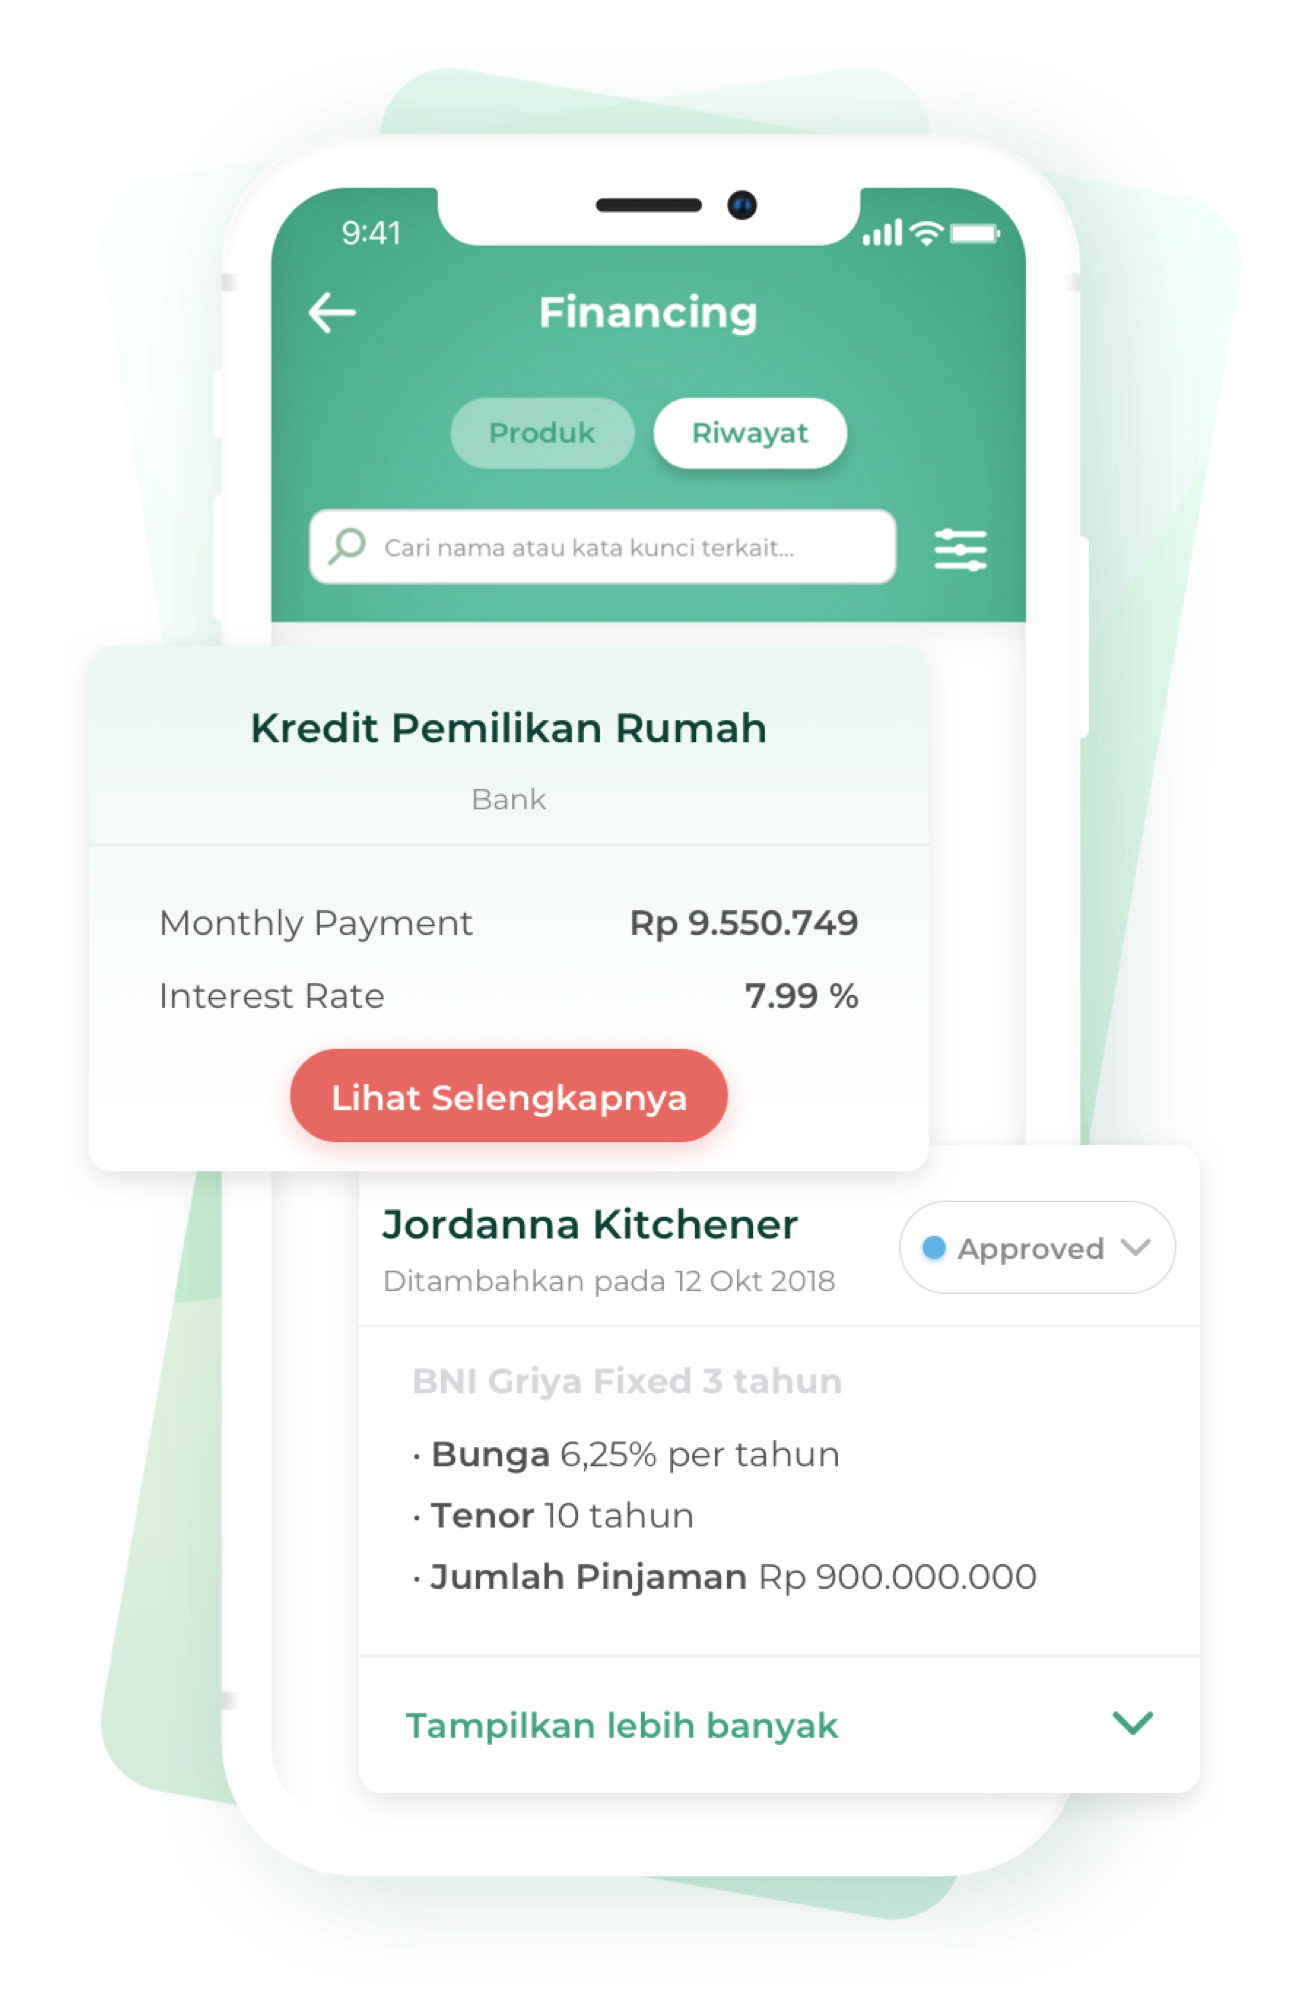 9:41
Financing
Produk Riwayat
Cari nama atau kata kunci terkait...
Kredit Pemilikan Rumah
Bank
Monthly Payment Rp 9.550.749
Interest Rate 7.99 %
Lihat Selengkapnya
Jordanna Kitchener
Approved
Ditambahkan pada 12 Okt 2018
BNI Griya Fixed 3 tahun
· Bunga 6,25% per tahun
· Tenor 10 tahun
· Jumlah Pinjaman Rp 900.000.000
Tampilkan lebih banyak